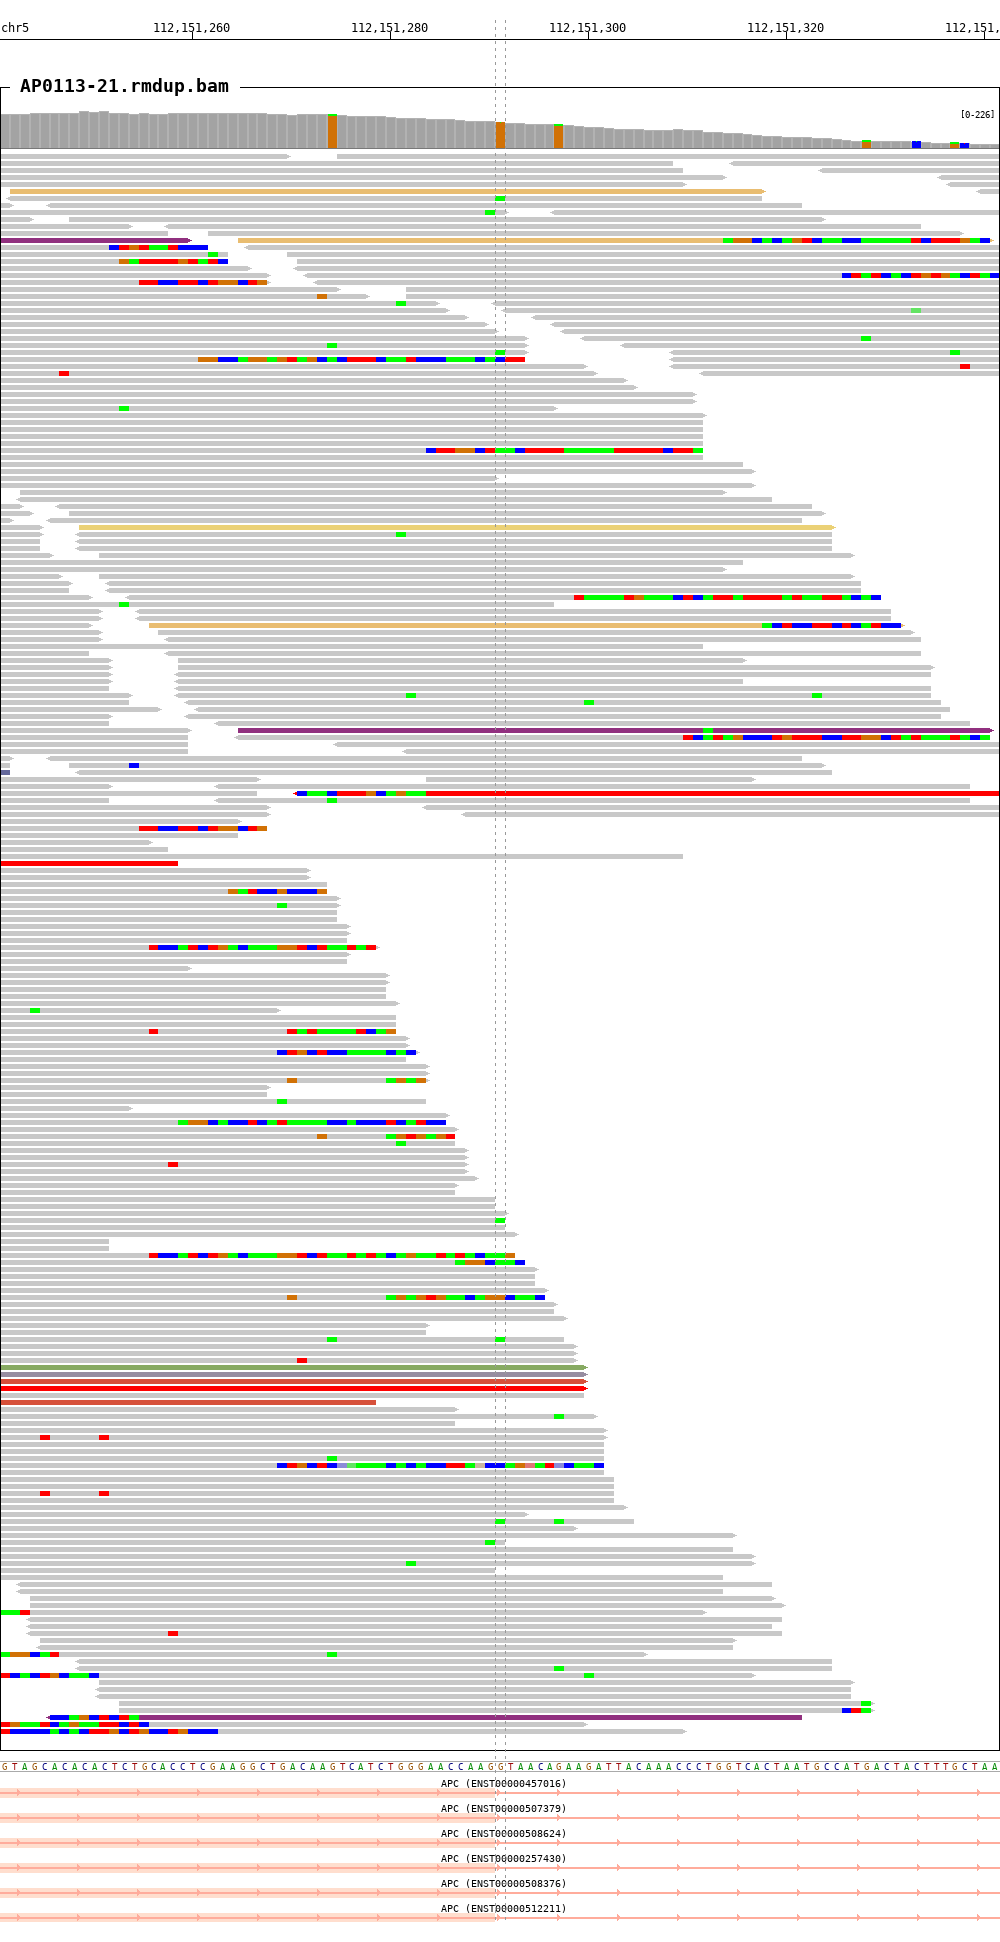 chr5 112,151,260 112,151,280 112,151,300 112,151,320 112,151,
AP0113-21.rmdup.bam
[0-226]
GTAGCACACACTCTGCACCTCGAAGGCTGACAAGTCATCTGGGAACCAAGGTAACAGAAGATTACAAACCCTGGTCACTAATGCCATGACTACTTTGCTAA
APC (ENST00000457016)
APC (ENST00000507379)
APC (ENST00000508624)
APC (ENST00000257430)
APC (ENST00000508376)
APC (ENST00000512211)